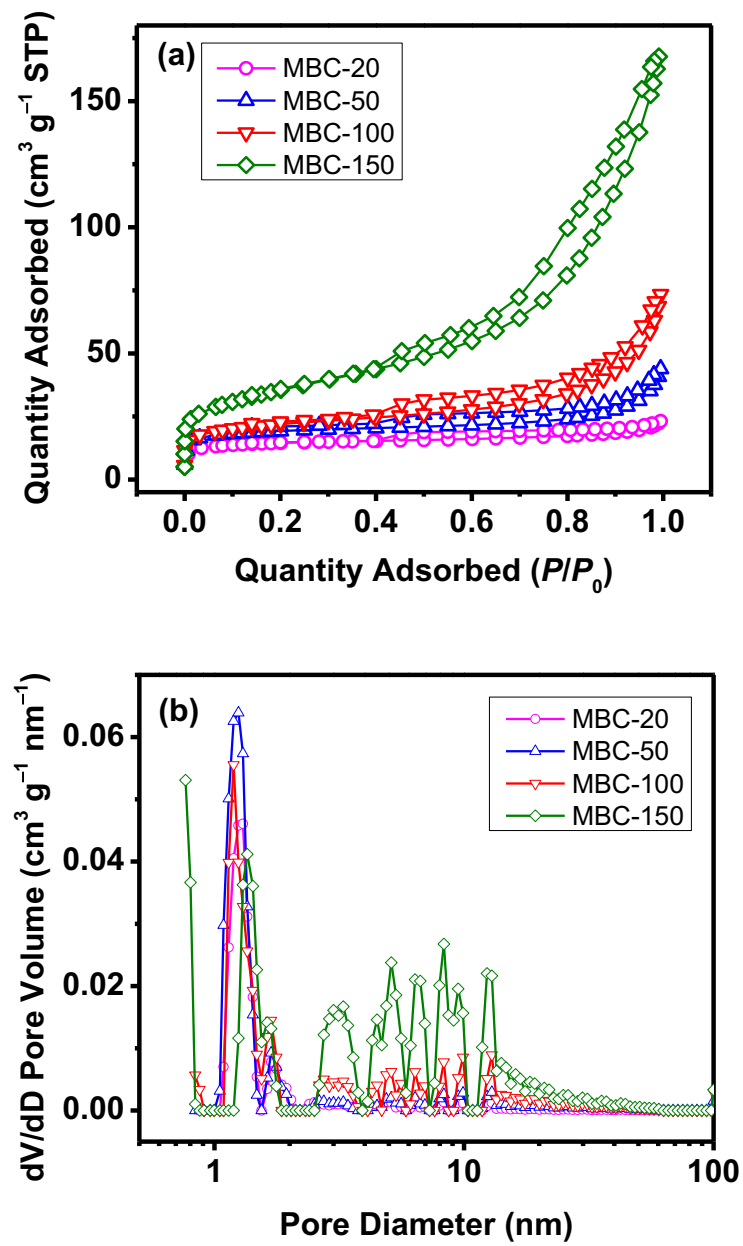 (a)
MBC-20
MBC-50
MBC-100
MBC-150
Quantity Adsorbed (cm³ g⁻¹ STP)
150
100
50
0
0.0 0.2 0.4 0.6 0.8 1.0
Quantity Adsorbed (P/P₀)
(b)
MBC-20
MBC-50
MBC-100
MBC-150
dV/dD Pore Volume (cm³ g⁻¹ nm⁻¹)
0.06
0.04
0.02
0.00
1 10 100
Pore Diameter (nm)